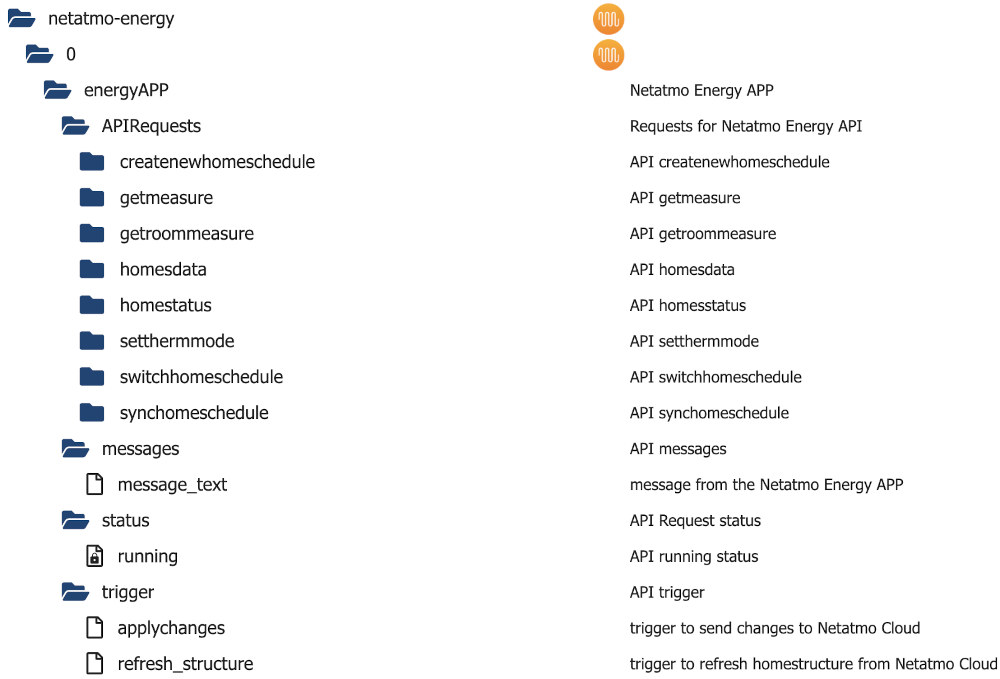 netatmo-energy
0
energyAPP Netatmo Energy APP
APIRequests Requests for Netatmo Energy API
createnewhomeschedule API createnewhomeschedule
getmeasure API getmeasure
getroommeasure API getroommeasure
homesdata API homesdata
homestatus API homesstatus
setthermmode API setthermmode
switchhomeschedule API switchhomeschedule
synchomeschedule API synchomeschedule
messages API messages
message_text message from the Netatmo Energy APP
status API Request status
running API running status
trigger API trigger
applychanges trigger to send changes to Netatmo Cloud
refresh_structure trigger to refresh homestructure from Netatmo Cloud